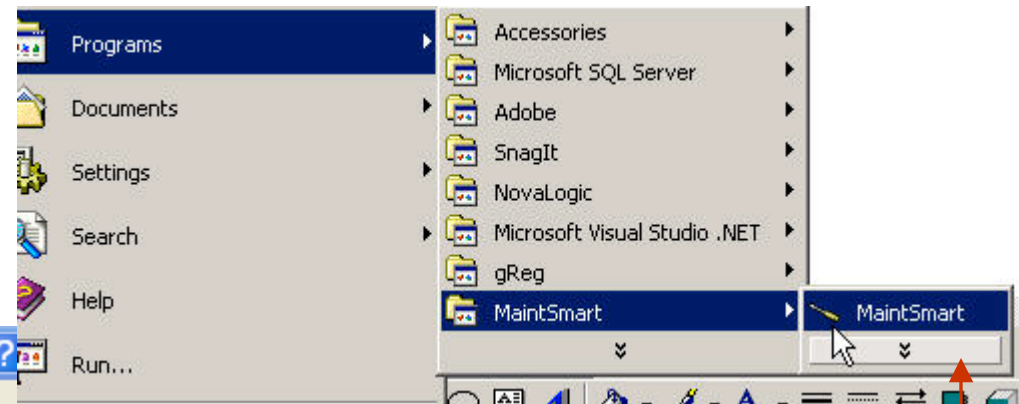 Programs
Documents
Settings
Search
Help
Run...
Accessories
Microsoft SQL Server
Adobe
SnagIt
NovaLogic
Microsoft Visual Studio .NET
gReg
MaintSmart
MaintSmart